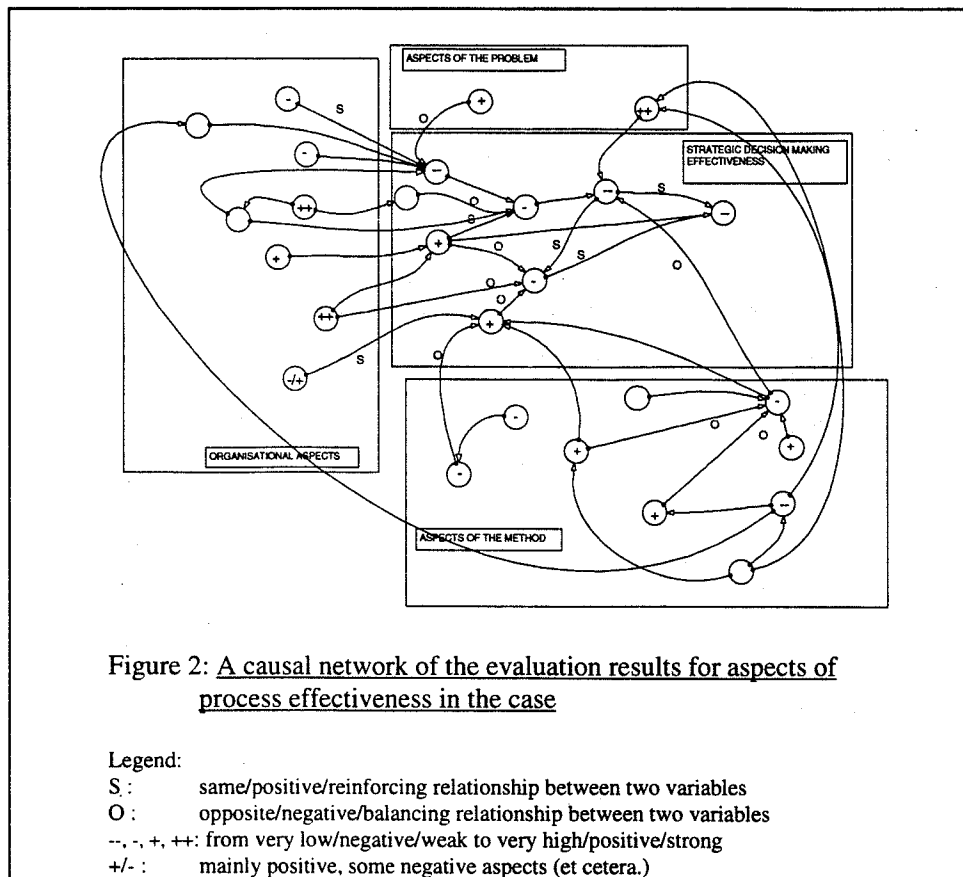 ASPECTS OF THE PROBLEM
-
S
O
+
++
-
--
STRATEGIC DECISION MAKING
EFFECTIVENESS
++
O
-
--
S
--
S
+
+
O
S
S
O
-
O
++
O
+
O
S
-/+
-
-
O
O
+
+
-
ORGANISATIONAL ASPECTS
+
--
ASPECTS OF THE METHOD
Figure 2: A causal network of the evaluation results for aspects of
process effectiveness in the case
Legend:
S : same/positive/reinforcing relationship between two variables
O : opposite/negative/balancing relationship between two variables
--, -, +, ++: from very low/negative/weak to very high/positive/strong
+/- : mainly positive, some negative aspects (et cetera.)